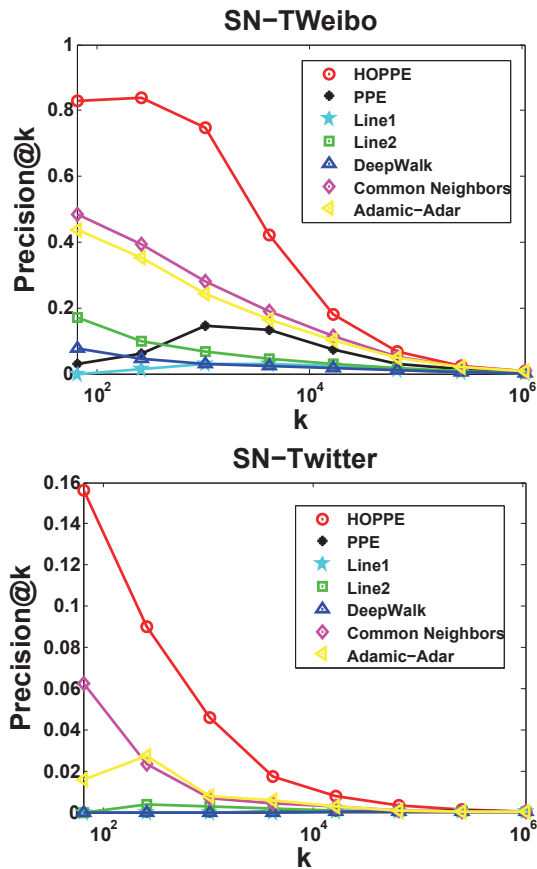 SN−TWeibo
Precision@k
1
0.8
0.6
0.4
0.2
0
HOPPE
PPE
Line1
Line2
DeepWalk
Common Neighbors
Adamic−Adar
10^2
10^4
10^6
k
SN−Twitter
Precision@k
0.16
0.14
0.12
0.1
0.08
0.06
0.04
0.02
0
HOPPE
PPE
Line1
Line2
DeepWalk
Common Neighbors
Adamic−Adar
10^2
10^4
10^6
k